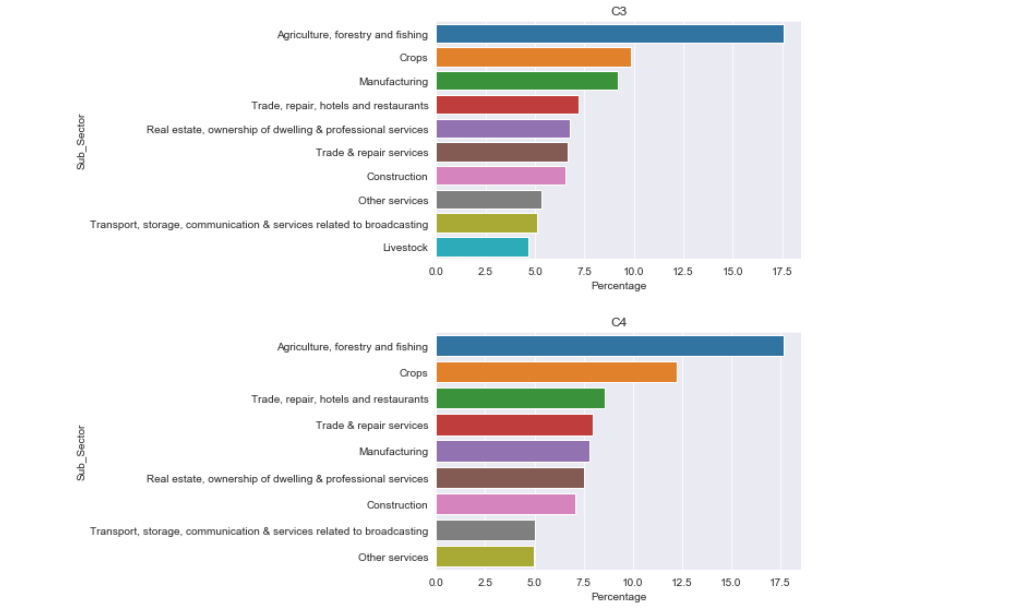 C3
Agriculture, forestry and fishing
Crops
Manufacturing
Trade, repair, hotels and restaurants
Real estate, ownership of dwelling & professional services
Trade & repair services
Construction
Other services
Transport, storage, communication & services related to broadcasting
Livestock
Sub_Sector
0.0 2.5 5.0 7.5 10.0 12.5 15.0 17.5
Percentage
C4
Agriculture, forestry and fishing
Crops
Trade, repair, hotels and restaurants
Trade & repair services
Manufacturing
Real estate, ownership of dwelling & professional services
Construction
Transport, storage, communication & services related to broadcasting
Other services
Sub_Sector
0.0 2.5 5.0 7.5 10.0 12.5 15.0 17.5
Percentage